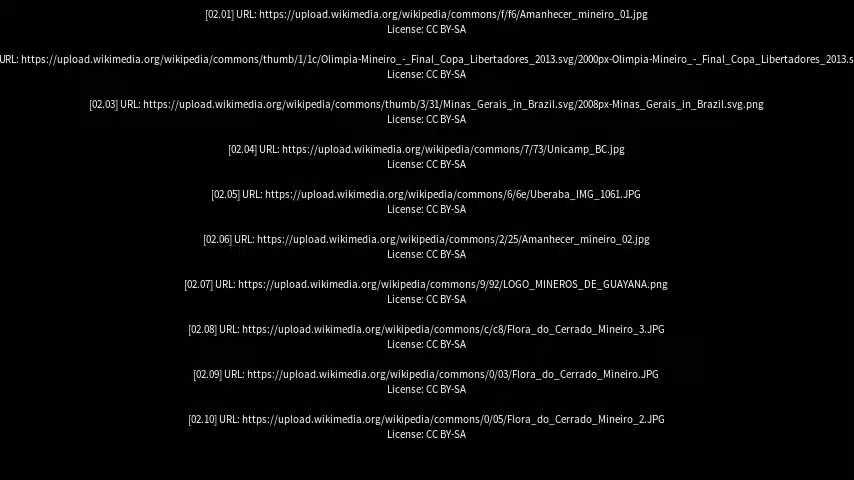 [02.01] URL: https://upload.wikimedia.org/wikipedia/commons/f/f6/Amanhecer_mineiro_01.jpg
License: CC BY-SA
URL: https://upload.wikimedia.org/wikipedia/commons/thumb/1/1c/Olimpia-Mineiro_-_Final_Copa_Libertadores_2013.svg/2000px-Olimpia-Mineiro_-_Final_Copa_Libertadores_2013.s
License: CC BY-SA
[02.03] URL: https://upload.wikimedia.org/wikipedia/commons/thumb/3/31/Minas_Gerais_in_Brazil.svg/2008px-Minas_Gerais_in_Brazil.svg.png
License: CC BY-SA
[02.04] URL: https://upload.wikimedia.org/wikipedia/commons/7/73/Unicamp_BC.jpg
License: CC BY-SA
[02.05] URL: https://upload.wikimedia.org/wikipedia/commons/6/6e/Uberaba_IMG_1061.JPG
License: CC BY-SA
[02.06] URL: https://upload.wikimedia.org/wikipedia/commons/2/25/Amanhecer_mineiro_02.jpg
License: CC BY-SA
[02.07] URL: https://upload.wikimedia.org/wikipedia/commons/9/92/LOGO_MINEROS_DE_GUAYANA.png
License: CC BY-SA
[02.08] URL: https://upload.wikimedia.org/wikipedia/commons/c/c8/Flora_do_Cerrado_Mineiro_3.JPG
License: CC BY-SA
[02.09] URL: https://upload.wikimedia.org/wikipedia/commons/0/03/Flora_do_Cerrado_Mineiro.JPG
License: CC BY-SA
[02.10] URL: https://upload.wikimedia.org/wikipedia/commons/0/05/Flora_do_Cerrado_Mineiro_2.JPG
License: CC BY-SA